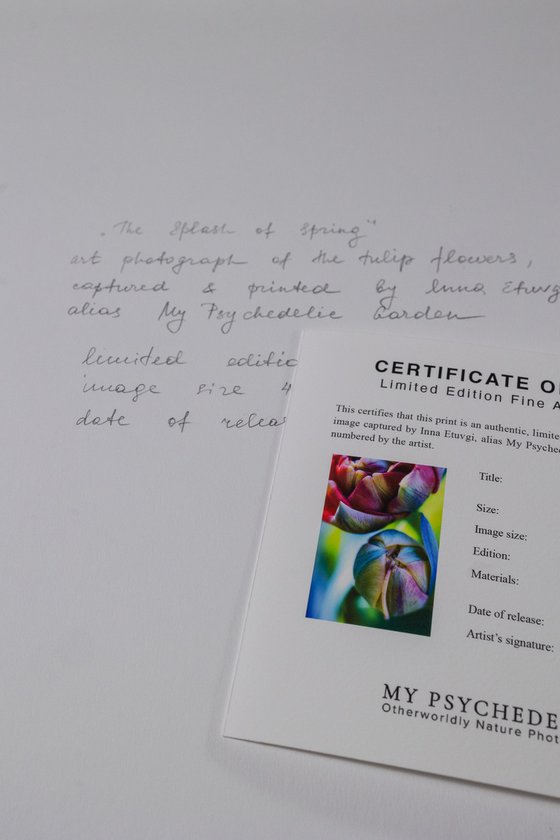 „The Splash of Spring"
art photograph of the tulip flowers,
captured & printed by Inna Etuvg
alias My Psychedelic Garden
limited editio
image size 4
date of releas
CERTIFICATE O
Limited Edition Fine A
This certifies that this print is an authentic, limite
image captured by Inna Etuvgi, alias My Psyche
numbered by the artist.
Title:
Size:
Image size:
Edition:
Materials:
Date of release:
Artist's signature:
MY PSYCHEDE
Otherworldly Nature Phot